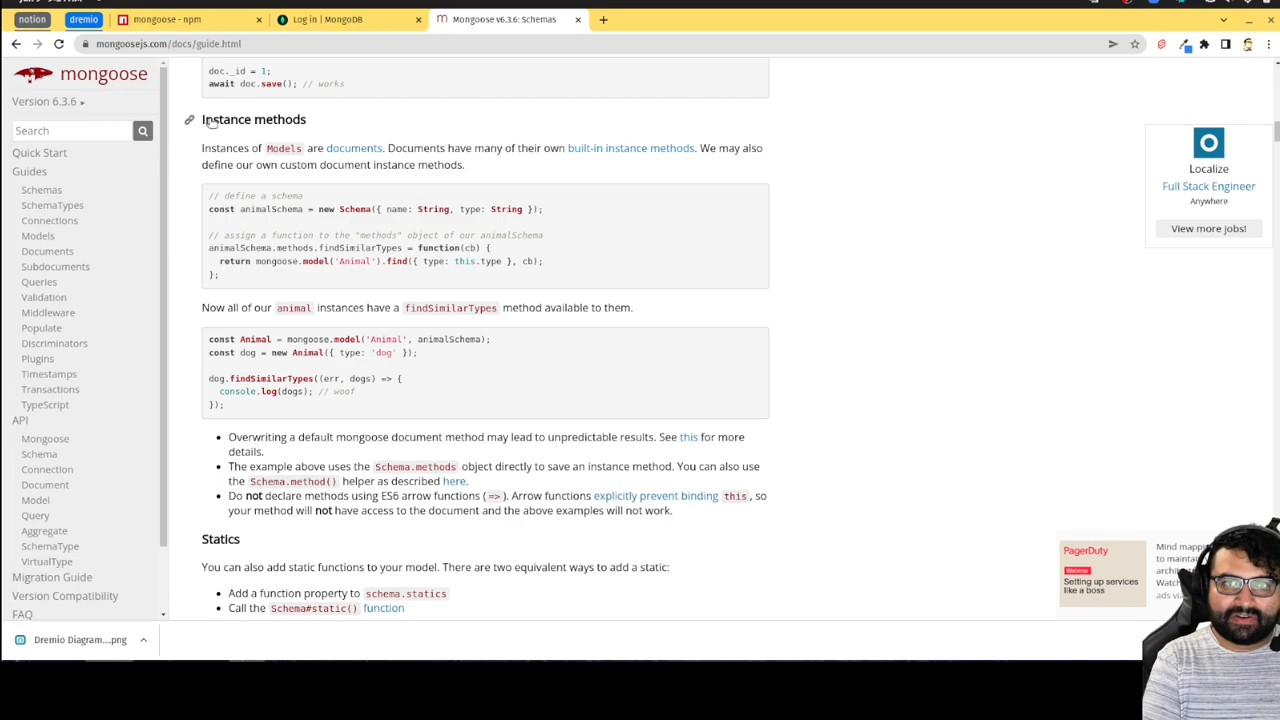 notion
dremio
mongoose - npm
Log in | MongoDB
Mongoose v6.3.6: Schemas
mongoosejs.com/docs/guide.html
mongoose
Version 6.3.6
Search
Quick Start
Guides
Schemas
SchemaTypes
Connections
Models
Documents
Subdocuments
Queries
Validation
Middleware
Populate
Discriminators
Plugins
Timestamps
Transactions
TypeScript
API
Mongoose
Schema
Connection
Document
Model
Query
Aggregate
SchemaType
VirtualType
Migration Guide
Version Compatibility
FAQ
doc._id = 1;
await doc.save(); // works
Instance methods
Instances of Models are documents. Documents have many of their own built-in instance methods. We may also
define our own custom document instance methods.
// define a schema
const animalSchema = new Schema({ name: String, type: String });
// assign a function to the "methods" object of our animalSchema
animalSchema.methods.findSimilarTypes = function(cb) {
return mongoose.model('Animal').find({ type: this.type }, cb);
};
Now all of our animal instances have a findSimilarTypes method available to them.
const Animal = mongoose.model('Animal', animalSchema);
const dog = new Animal({ type: 'dog' });
dog.findSimilarTypes((err, dogs) => {
console.log(dogs); // woof
});
• Overwriting a default mongoose document method may lead to unpredictable results. See this for more
details.
• The example above uses the Schema.methods object directly to save an instance method. You can also use
the Schema.method() helper as described here.
• Do not declare methods using ES6 arrow functions (=>). Arrow functions explicitly prevent binding this, so
your method will not have access to the document and the above examples will not work.
Statics
You can also add static functions to your model. There are two equivalent ways to add a static:
• Add a function property to schema.statics
• Call the Schema#static() function
Localize
Full Stack Engineer
Anywhere
View more jobs!
PagerDuty
Webinar
Setting up services
like a boss
Mind mapp
to maintai
archit
Watc
ads via
Dremio Diagram....png